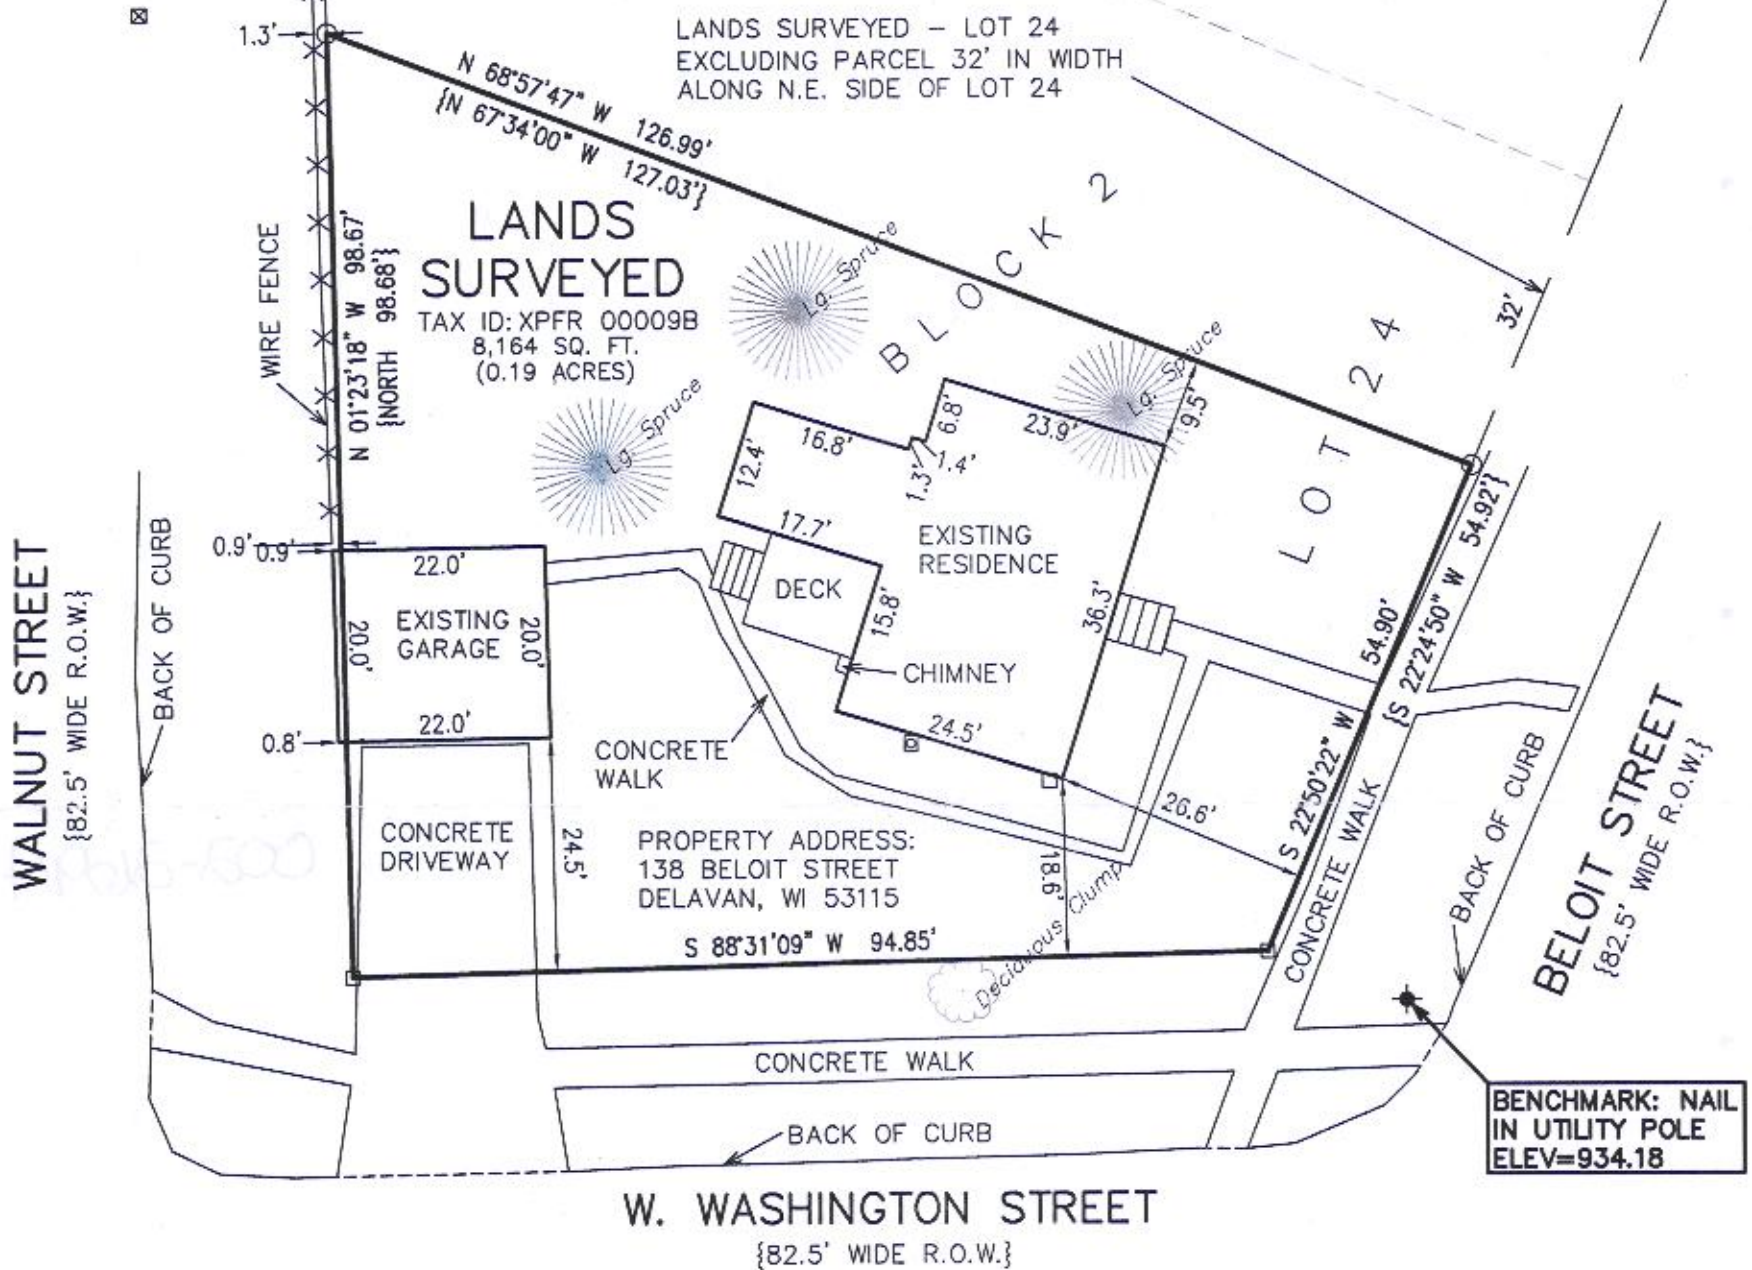 LANDS SURVEYED – LOT 24
EXCLUDING PARCEL 32' IN WIDTH
ALONG N.E. SIDE OF LOT 24
1.3'
N 68°57'47" W 126.99'
{N 67°34'00" W 127.03'}
BLOCK 2
LANDS
SURVEYED
TAX ID: XPFR 00009B
8,164 SQ. FT.
(0.19 ACRES)
WIRE FENCE
N 01°23'18" W 98.67'
{NORTH 98.68'}
Lg. Spruce
Lg. Spruce
Lg. Spruce
32'
LOT 24
9.5'
6.8'
23.9'
16.8'
12.4'
1.3'
1.4'
17.7'
EXISTING
RESIDENCE
DECK
15.8'
36.3'
CHIMNEY
24.5'
0.9'
0.9'
22.0'
EXISTING
GARAGE
20.0'
20.0'
22.0'
0.8'
CONCRETE
WALK
54.90'
S 22°50'22" W
{S 22°24'50" W 54.92'}
26.6'
18.6'
CONCRETE
DRIVEWAY
24.5'
PROPERTY ADDRESS:
138 BELOIT STREET
DELAVAN, WI 53115
S 88°31'09" W 94.85'
Deciduous Clump
WALNUT STREET
{82.5' WIDE R.O.W.}
BACK OF CURB
CONCRETE WALK
BACK OF CURB
BELOIT STREET
{82.5' WIDE R.O.W.}
CONCRETE WALK
BACK OF CURB
BENCHMARK: NAIL
IN UTILITY POLE
ELEV=934.18
W. WASHINGTON STREET
{82.5' WIDE R.O.W.}